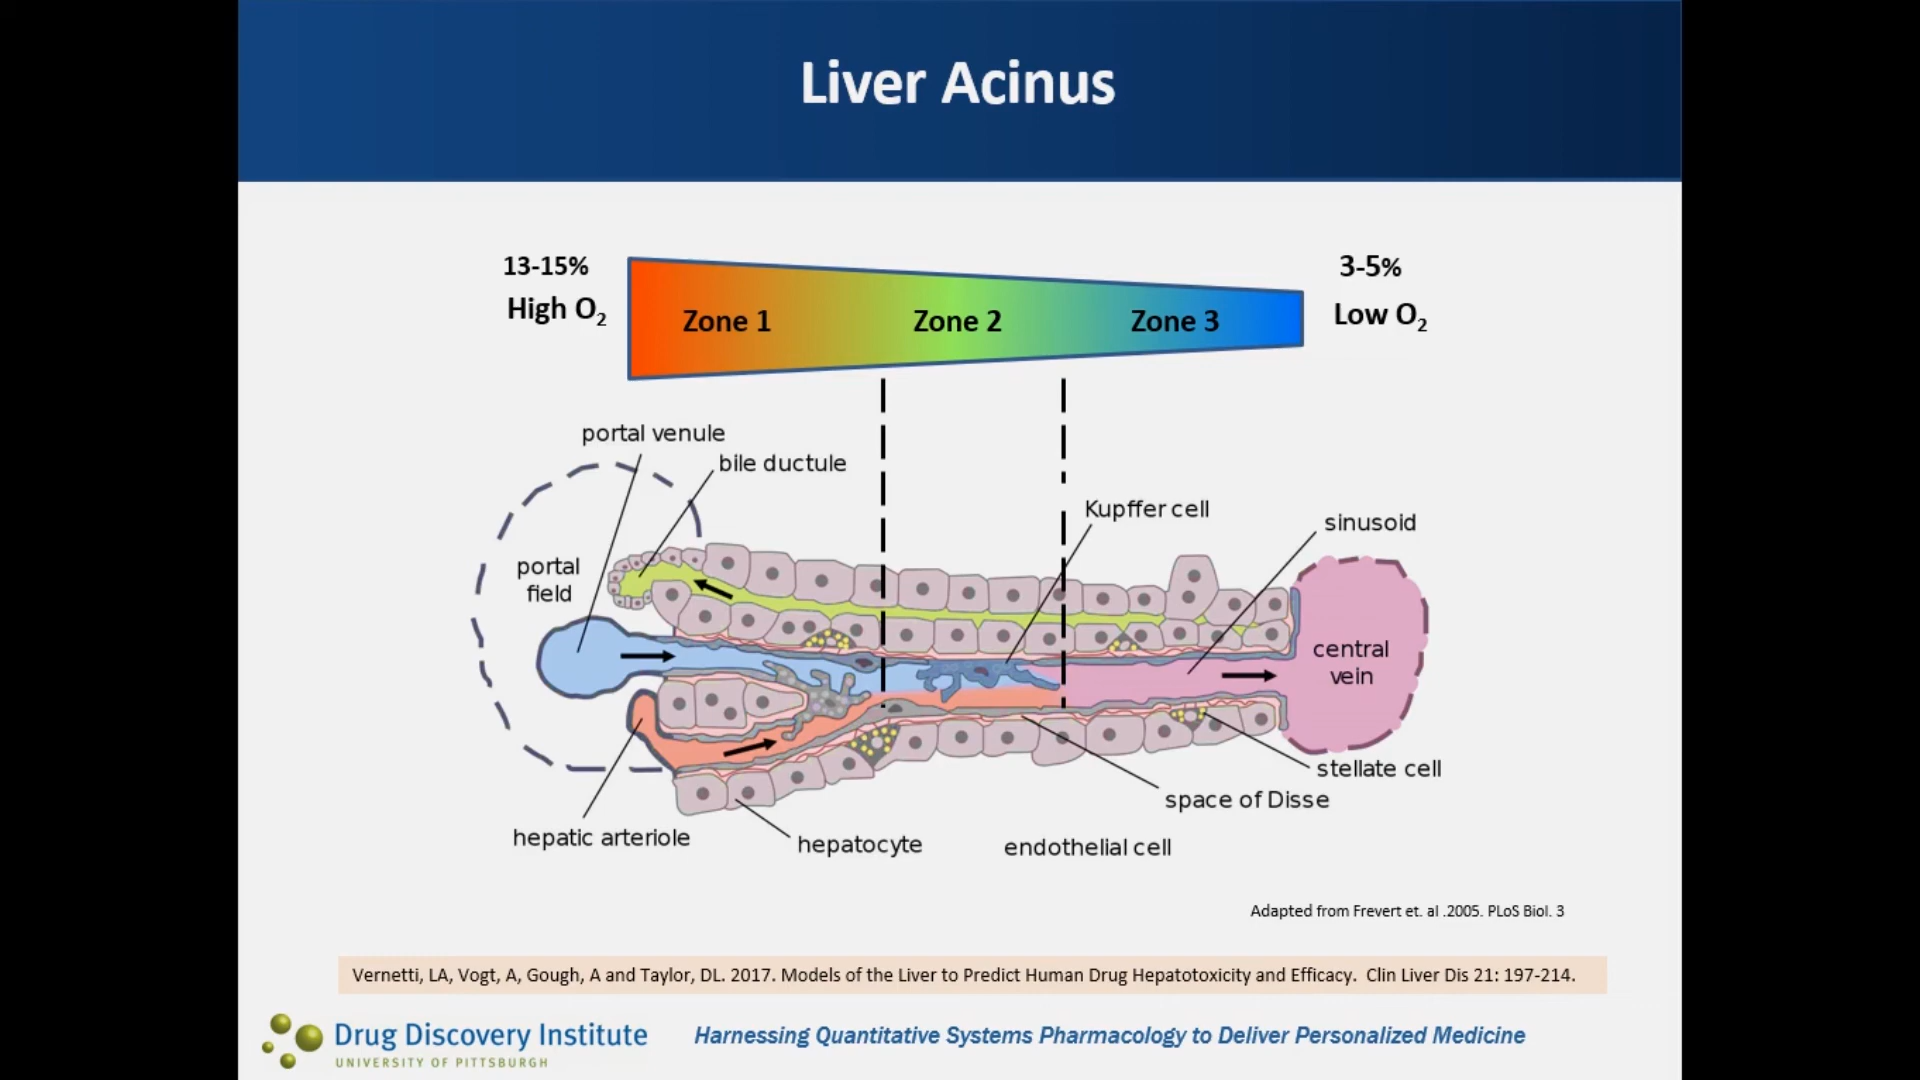 Liver Acinus
13-15%
High O2
Zone 1
Zone 2
Zone 3
3-5%
Low O2
portal venule
bile ductule
Kupffer cell
sinusoid
portal
field
central
vein
stellate cell
space of Disse
hepatic arteriole
hepatocyte
endothelial cell
Adapted from Frevert et. al .2005. PLoS Biol. 3
Vernetti, LA, Vogt, A, Gough, A and Taylor, DL. 2017. Models of the Liver to Predict Human Drug Hepatotoxicity and Efficacy. Clin Liver Dis 21: 197-214.
Drug Discovery Institute
UNIVERSITY OF PITTSBURGH
Harnessing Quantitative Systems Pharmacology to Deliver Personalized Medicine